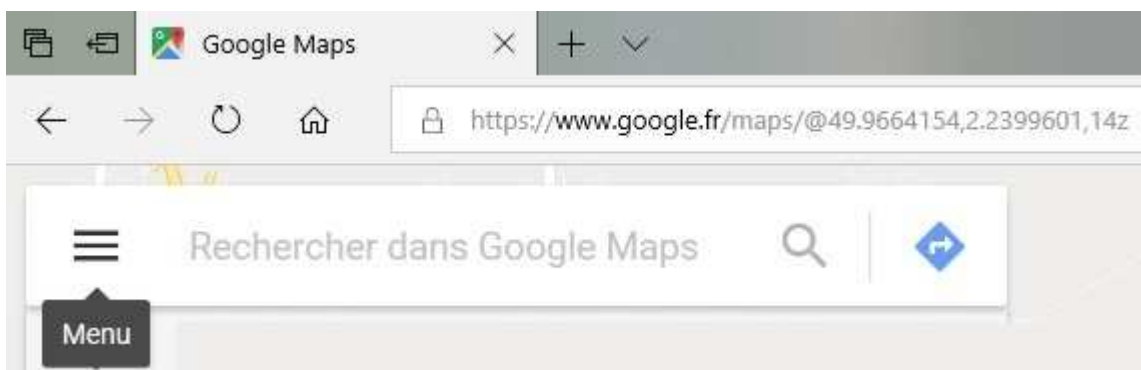 Google Maps
https://www.google.fr/maps/@49.9664154,2.2399601,14z
Rechercher dans Google Maps
Menu